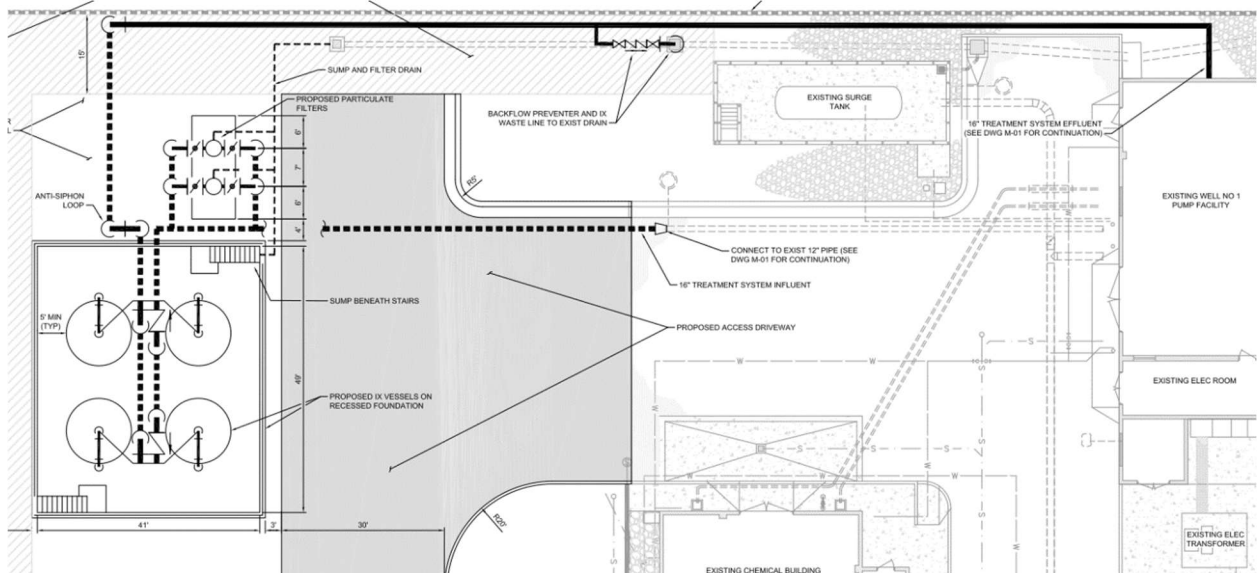 15'
SUMP AND FILTER DRAIN
PROPOSED PARTICULATE
FILTERS
6'
7'
6'
4'
BACKFLOW PREVENTER AND IX
WASTE LINE TO EXIST DRAIN
EXISTING SURGE
TANK
16" TREATMENT SYSTEM EFFLUENT
(SEE DWG M-01 FOR CONTINUATION)
R
L
R5'
ANTI-SIPHON
LOOP
EXISTING WELL NO 1
PUMP FACILITY
CONNECT TO EXIST 12" PIPE (SEE
DWG M-01 FOR CONTINUATION)
16" TREATMENT SYSTEM INFLUENT
SUMP BENEATH STAIRS
5' MIN
(TYP)
PROPOSED ACCESS DRIVEWAY
49'
W
W
W
S
S
W
W
EXISTING ELEC ROOM
PROPOSED IX VESSELS ON
RECESSED FOUNDATION
S
S
S
S
W
W
W
W
41'
3'
30'
R20'
S
W
EXISTING ELEC
TRANSFORMER
EXISTING CHEMICAL BUILDING